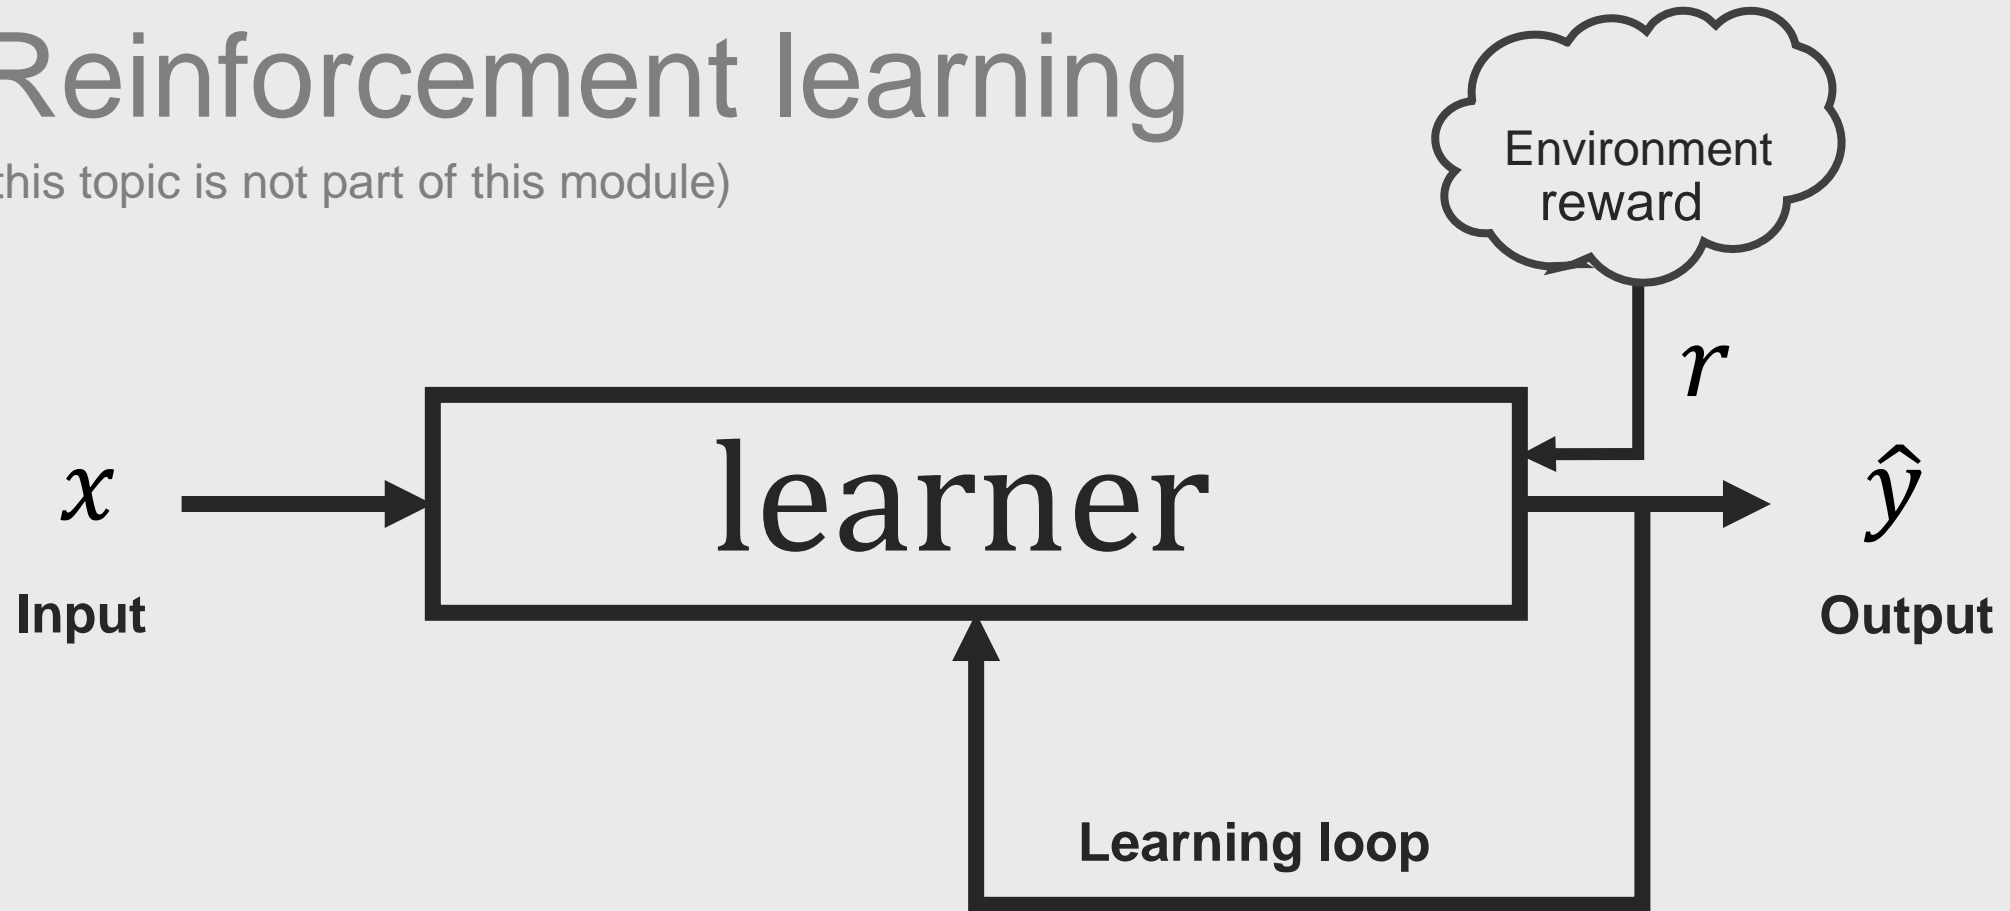 Reinforcement learning
this topic is not part of this module)
Environment
reward
r
x
learner
ŷ
Input
Output
Learning loop